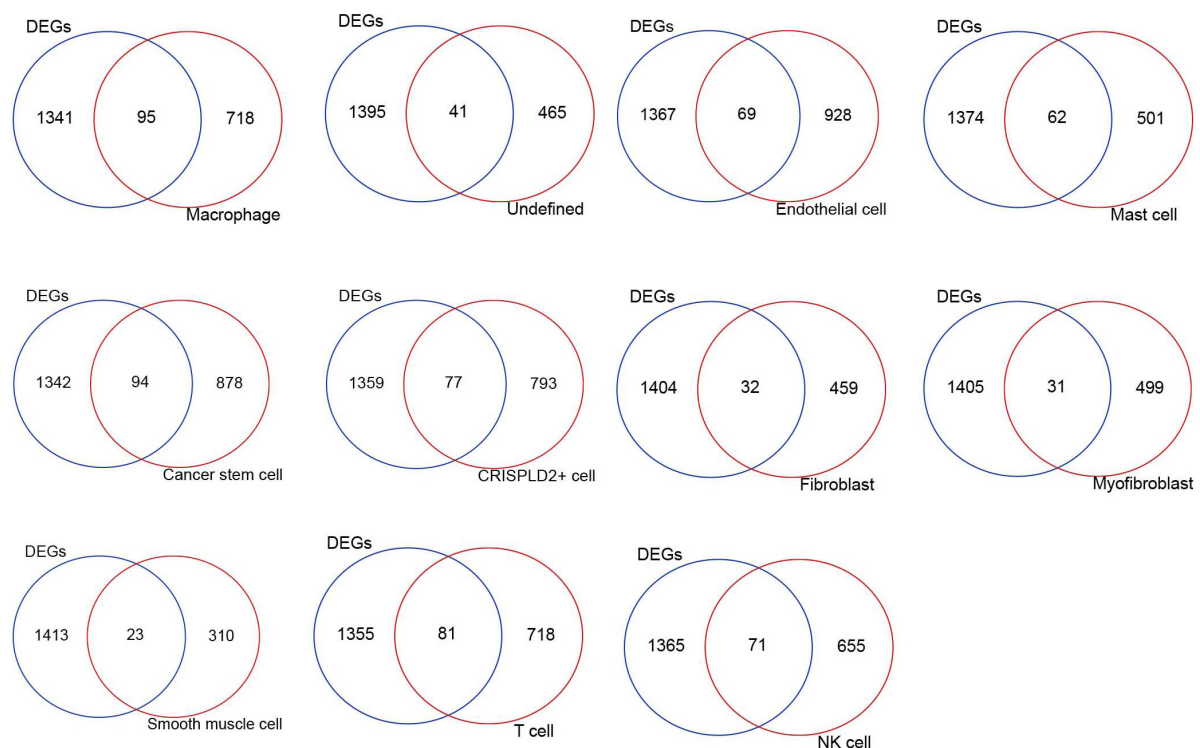 DEGs
1341 95 718
Macrophage
DEGs
1395 41 465
Undefined
DEGs
1367 69 928
Endothelial cell
DEGs
1374 62 501
Mast cell
DEGs
1342 94 878
Cancer stem cell
DEGs
1359 77 793
CRISPLD2+ cell
DEGs
1404 32 459
Fibroblast
DEGs
1405 31 499
Myofibroblast
DEGs
1413 23 310
Smooth muscle cell
DEGs
1355 81 718
T cell
DEGs
1365 71 655
NK cell